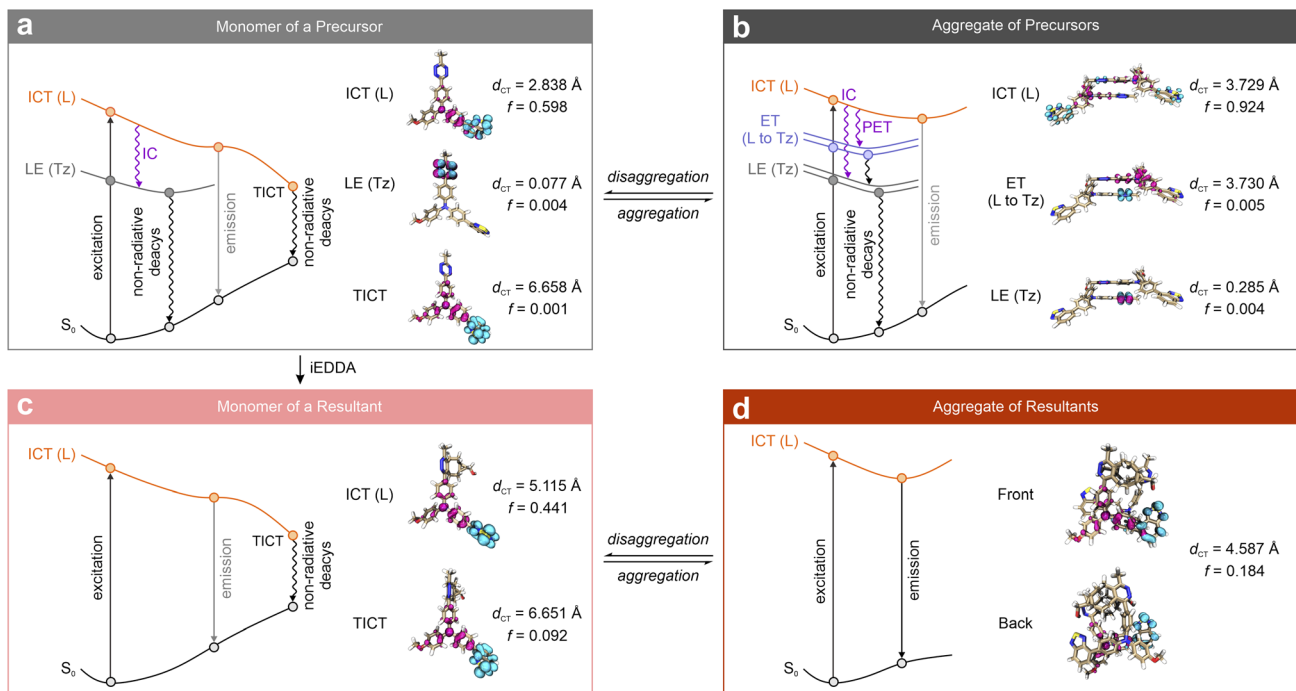 a
Monomer of a Precursor
ICT (L)
LE (Tz)
IC
TICT
excitation
non-radiative
deacys
emission
non-radiative
deacys
S0
ICT (L)
dCT = 2.838 Å
f = 0.598
LE (Tz)
dCT = 0.077 Å
f = 0.004
TICT
dCT = 6.658 Å
f = 0.001
disaggregation
aggregation
b
Aggregate of Precursors
ICT (L)
IC
PET
ET
(L to Tz)
LE (Tz)
excitation
non-radiative
decays
emission
S0
ICT (L)
dCT = 3.729 Å
f = 0.924
ET
(L to Tz)
dCT = 3.730 Å
f = 0.005
LE (Tz)
dCT = 0.285 Å
f = 0.004
iEDDA
c
Monomer of a Resultant
ICT (L)
TICT
excitation
emission
non-radiative
deacys
S0
ICT (L)
dCT = 5.115 Å
f = 0.441
TICT
dCT = 6.651 Å
f = 0.092
disaggregation
aggregation
d
Aggregate of Resultants
ICT (L)
excitation
emission
S0
Front
dCT = 4.587 Å
f = 0.184
Back